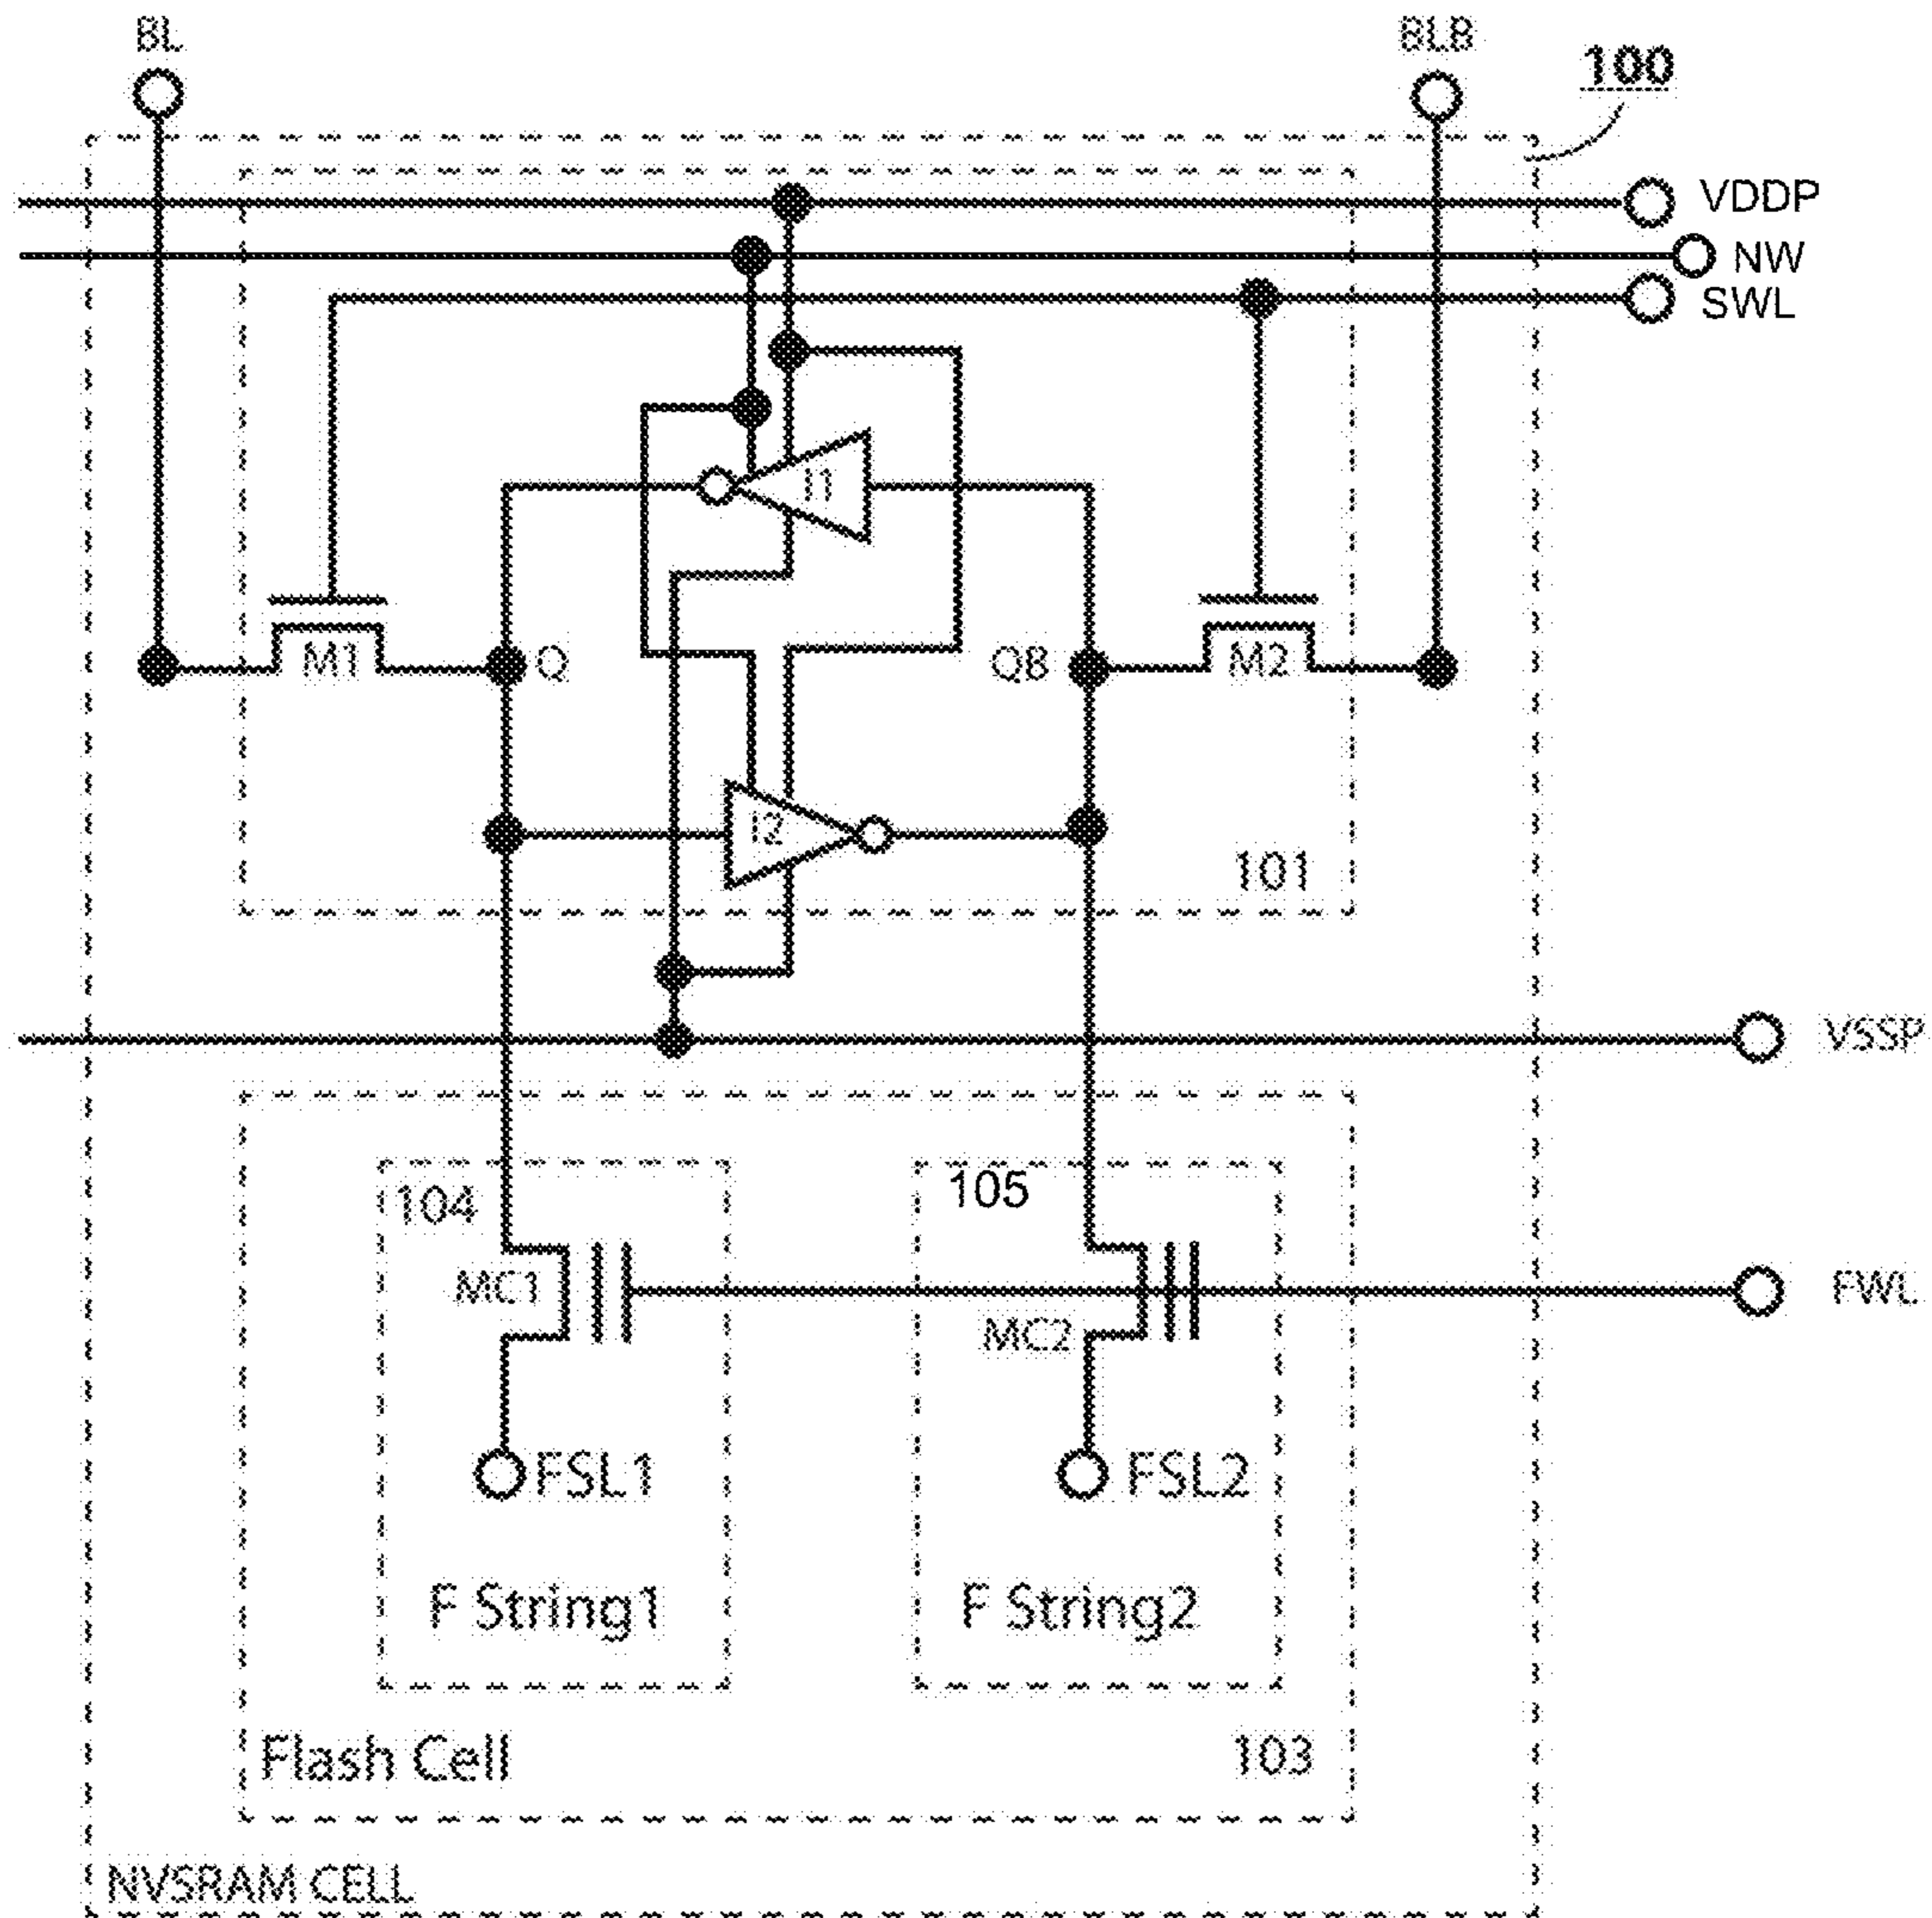 BL
BLB
100
VDDP
NW
SWL
I1
M1
Q
QB
M2
I2
101
VSSP
104
105
MC1
MC2
FWL
FSL1
FSL2
F String1
F String2
Flash Cell
103
NVSRAM CELL